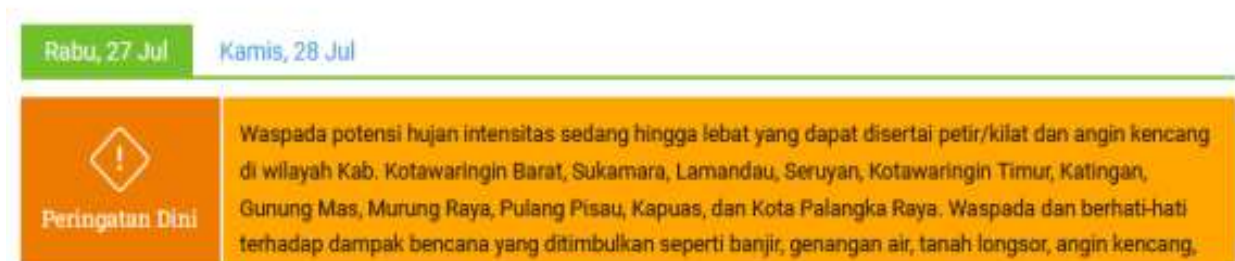 Rabu, 27 Jul
Kamis, 28 Jul
Peringatan Dini
Waspada potensi hujan intensitas sedang hingga lebat yang dapat disertai petir/kilat dan angin kencang
di wilayah Kab. Kotawaringin Barat, Sukamara, Lamandau, Seruyan, Kotawaringin Timur, Katingan,
Gunung Mas, Murung Raya, Pulang Pisau, Kapuas, dan Kota Palangka Raya. Waspada dan berhati-hati
terhadap dampak bencana yang ditimbulkan seperti banjir, genangan air, tanah longsor, angin kencang,